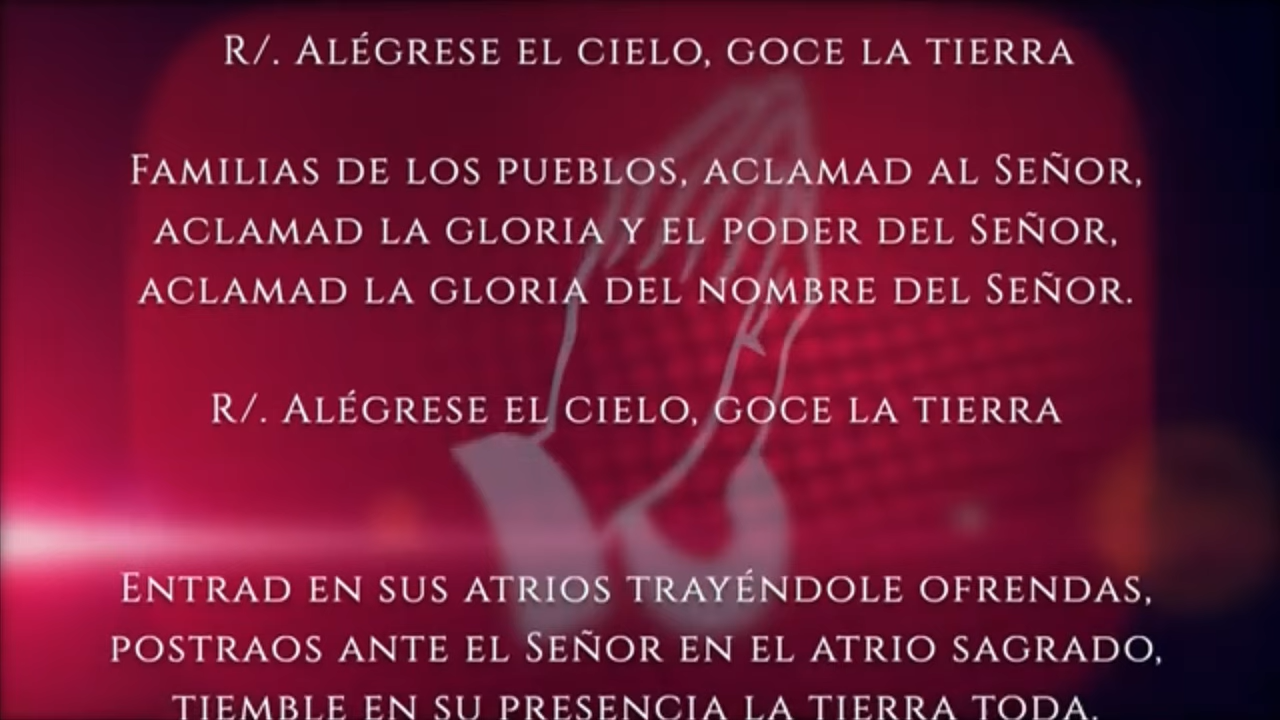 R/. Alégrese el cielo, goce la tierra
Familias de los pueblos, aclamad al Señor,
aclamad la gloria y el poder del Señor,
aclamad la gloria del nombre del Señor.
R/. Alégrese el cielo, goce la tierra
Entrad en sus atrios trayéndole ofrendas,
postraos ante el Señor en el atrio sagrado,
tiemble en su presencia la tierra toda.